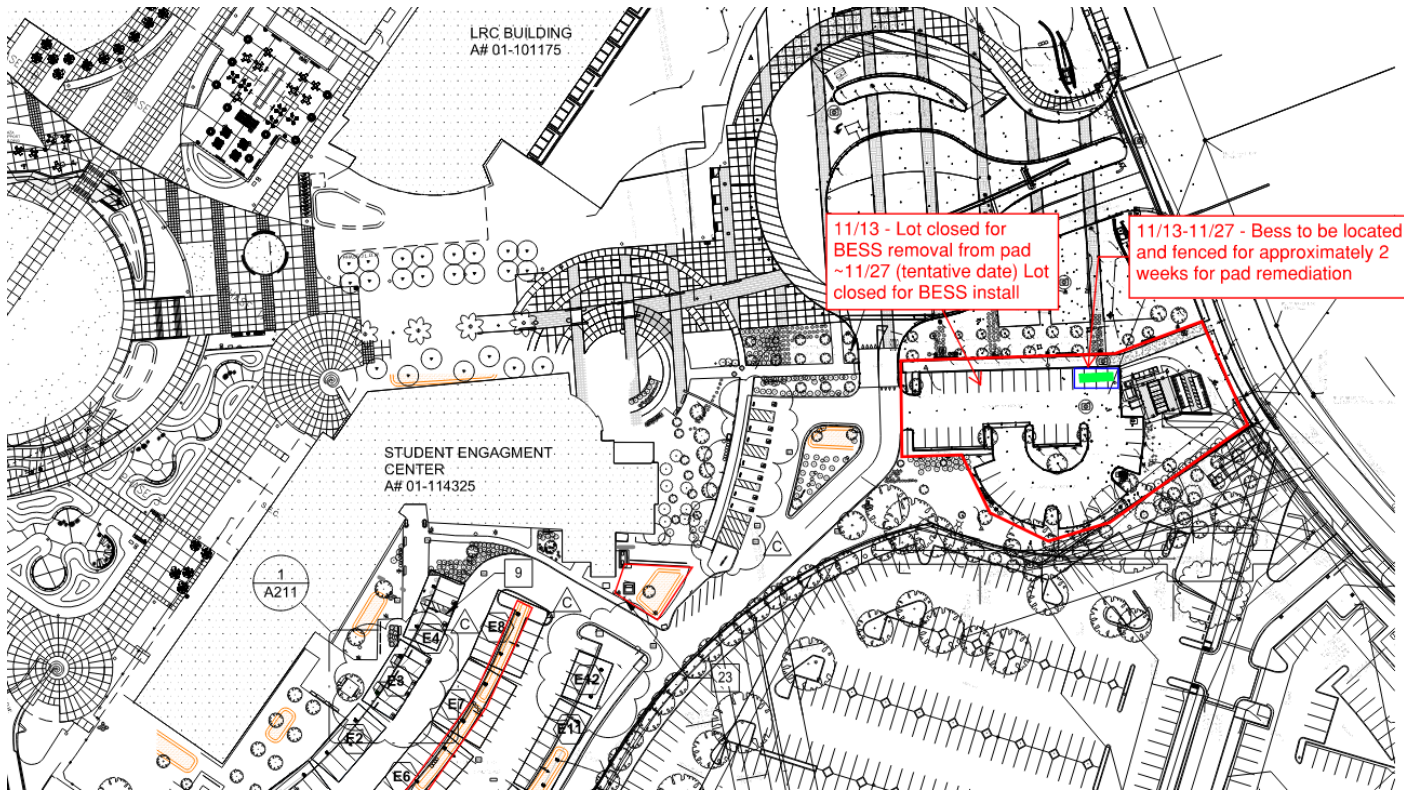 LRC BUILDING
A# 01-101175
11/13 - Lot closed for
BESS removal from pad
~11/27 (tentative date) Lot
closed for BESS install
11/13-11/27 - Bess to be located
and fenced for approximately 2
weeks for pad remediation
STUDENT ENGAGMENT
CENTER
A# 01-114325
1
A211
9
C
C
C
E8
E4
E3
E7
E12
E2
E11
E6
23